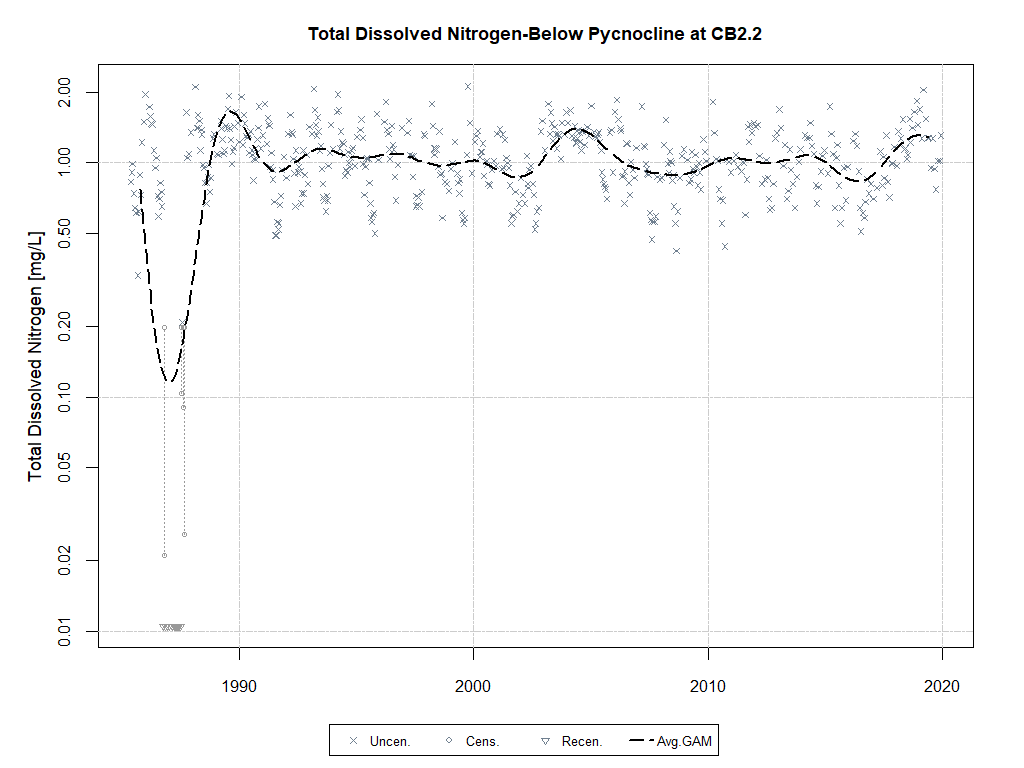 Total Dissolved Nitrogen-Below Pycnocline at CB2.2
Total Dissolved Nitrogen [mg/L]
2.00
1.00
0.50
0.20
0.10
0.05
0.02
0.01
1990 2000 2010 2020
Uncen. Cens. Recen. Avg.GAM